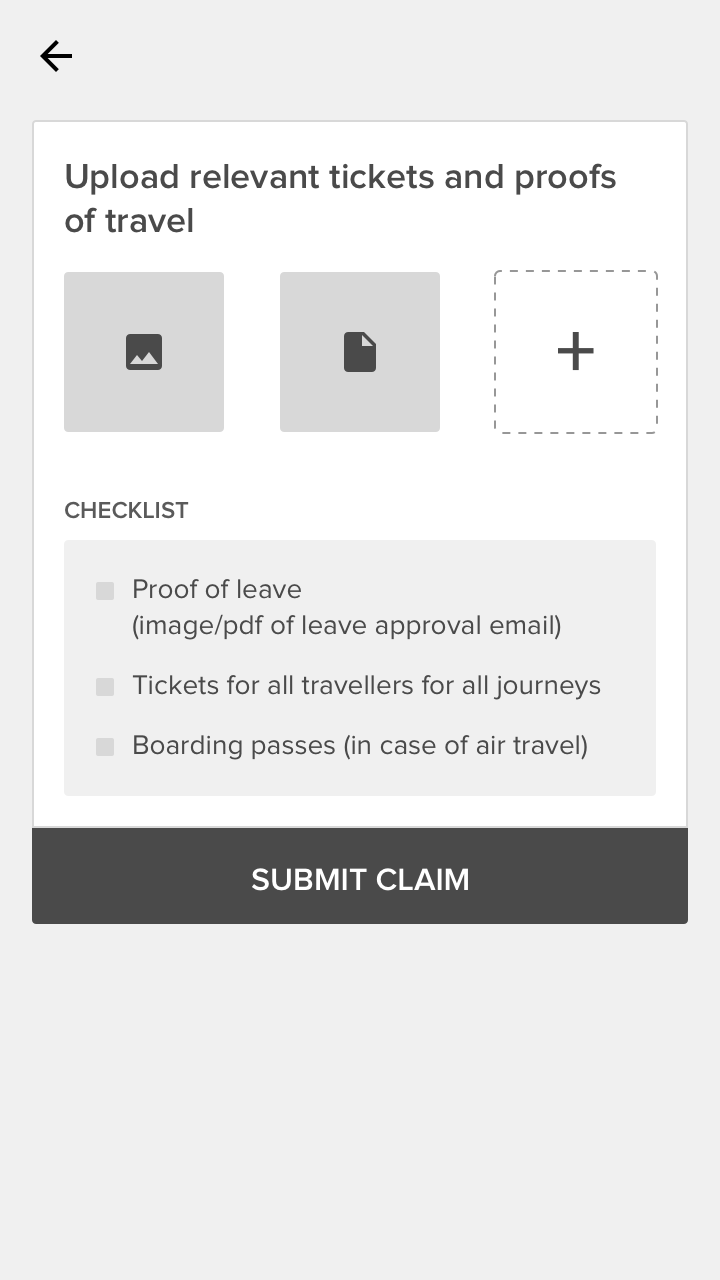 Upload relevant tickets and proofs
of travel
CHECKLIST
Proof of leave
(image/pdf of leave approval email)
Tickets for all travellers for all journeys
Boarding passes (in case of air travel)
SUBMIT CLAIM